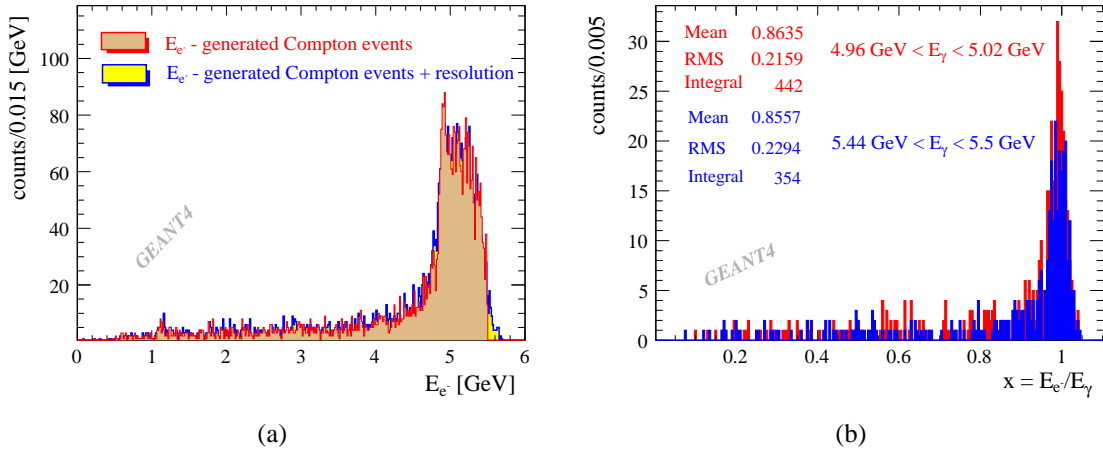 counts/0.015 [GeV]
100
80
60
40
20
0
1
2
3
4
5
6
E_e- [GeV]
E_e- - generated Compton events
E_e- - generated Compton events + resolution
GEANT4
(a)
counts/0.005
30
25
20
15
10
5
0
0.2
0.4
0.6
0.8
1
x = E_e-/E_γ
Mean 0.8635
RMS 0.2159
Integral 442
4.96 GeV < E_γ < 5.02 GeV
Mean 0.8557
RMS 0.2294
Integral 354
5.44 GeV < E_γ < 5.5 GeV
GEANT4
(b)